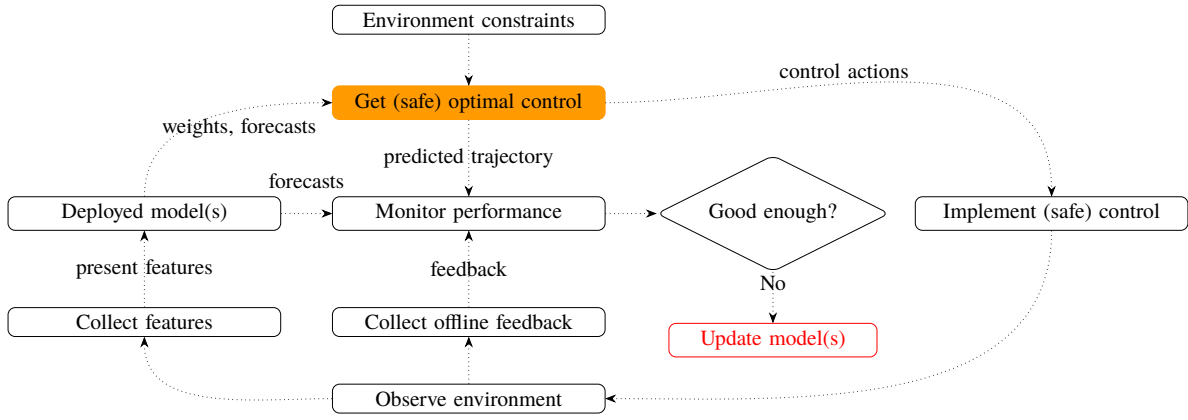 Environment constraints
control actions
Get (safe) optimal control
weights, forecasts
predicted trajectory
forecasts
Deployed model(s)
Monitor performance
Good enough?
Implement (safe) control
present features
feedback
No
Collect features
Collect offline feedback
Update model(s)
Observe environment